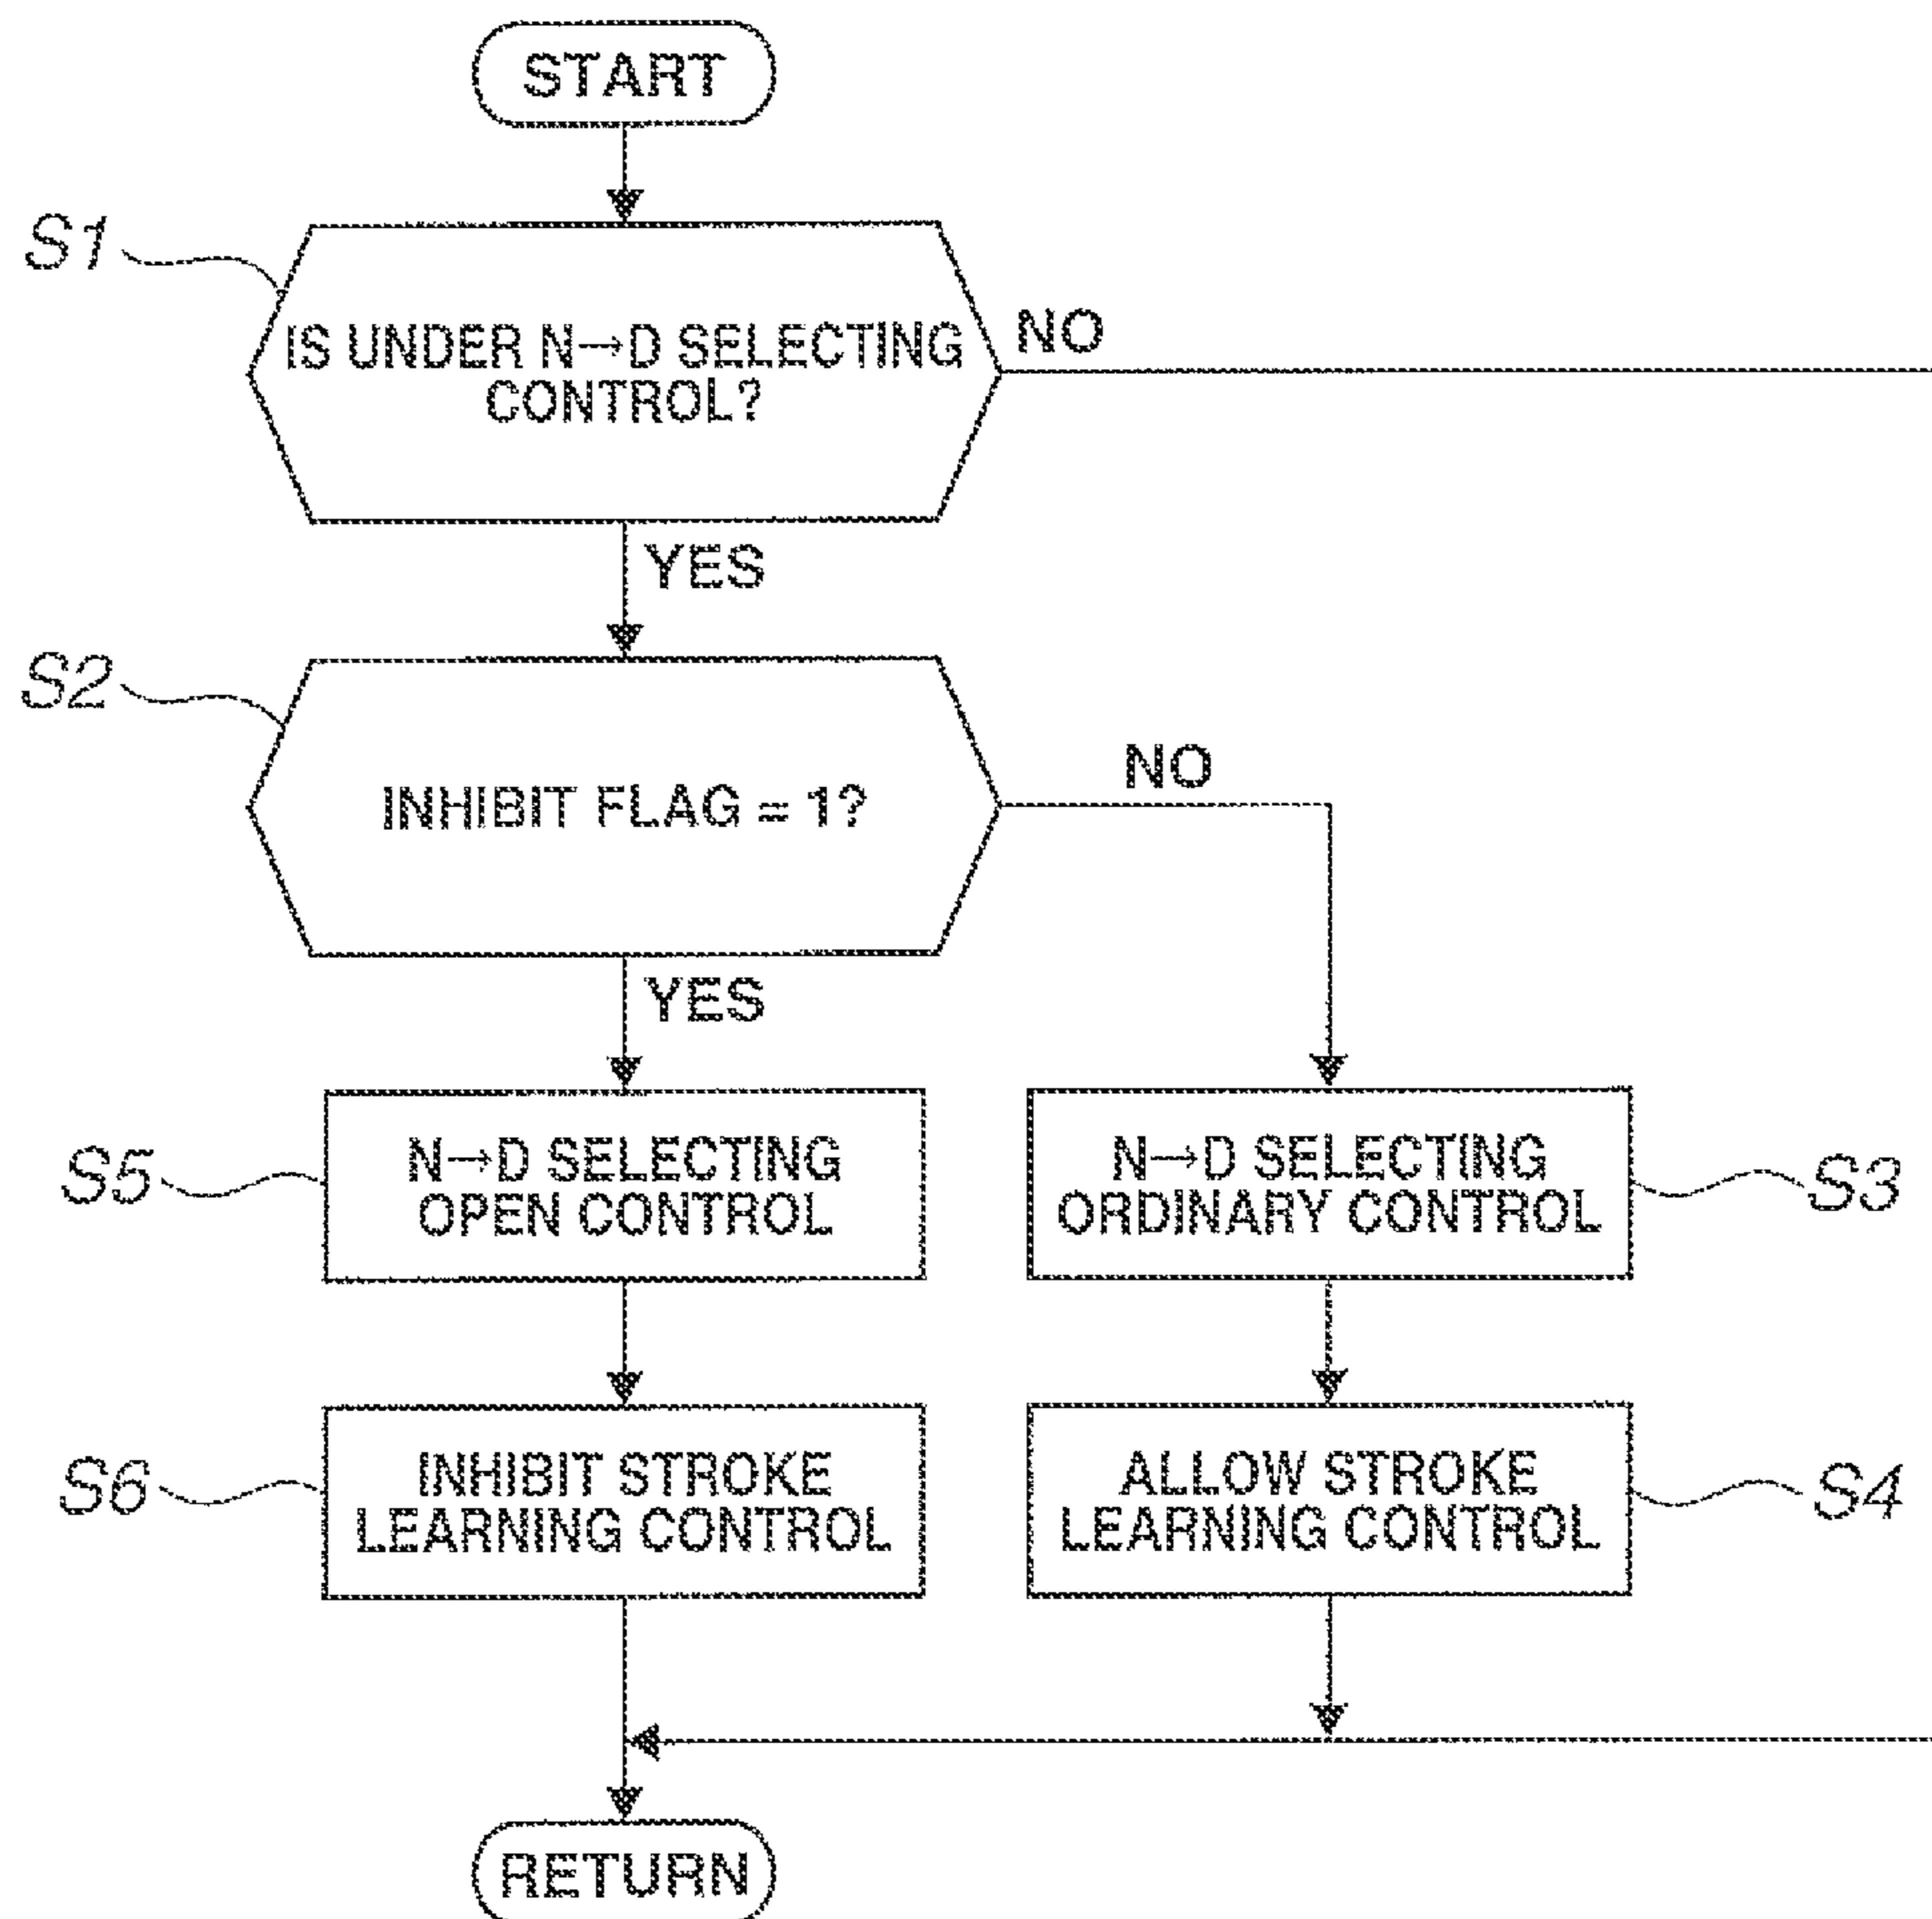 START
S1
IS UNDER N→D SELECTING
CONTROL?
NO
YES
S2
INHIBIT FLAG = 1?
NO
YES
S5
N→D SELECTING
OPEN CONTROL
N→D SELECTING
ORDINARY CONTROL
S3
S6
INHIBIT STROKE
LEARNING CONTROL
ALLOW STROKE
LEARNING CONTROL
S4
RETURN